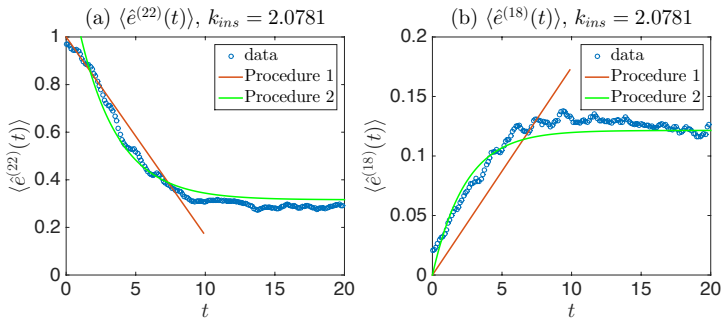 (a) ⟨ê⁽²²⁾(t)⟩, k_ins = 2.0781
1
0.8
0.6
0.4
0.2
0
⟨ê⁽²²⁾(t)⟩
data
Procedure 1
Procedure 2
0 5 10 15 20
t
(b) ⟨ê⁽¹⁸⁾(t)⟩, k_ins = 2.0781
0.2
0.15
0.1
0.05
0
⟨ê⁽¹⁸⁾(t)⟩
data
Procedure 1
Procedure 2
0 5 10 15 20
t